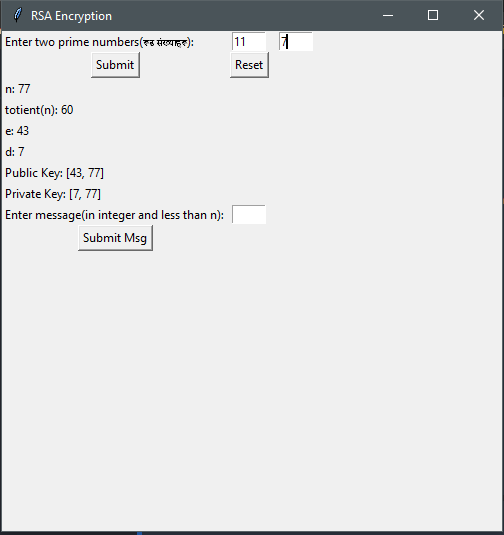 RSA Encryption
Enter two prime numbers(रूढ संख्याहरु): 11 7
Submit Reset
n: 77
totient(n): 60
e: 43
d: 7
Public Key: [43, 77]
Private Key: [7, 77]
Enter message(in integer and less than n):
Submit Msg